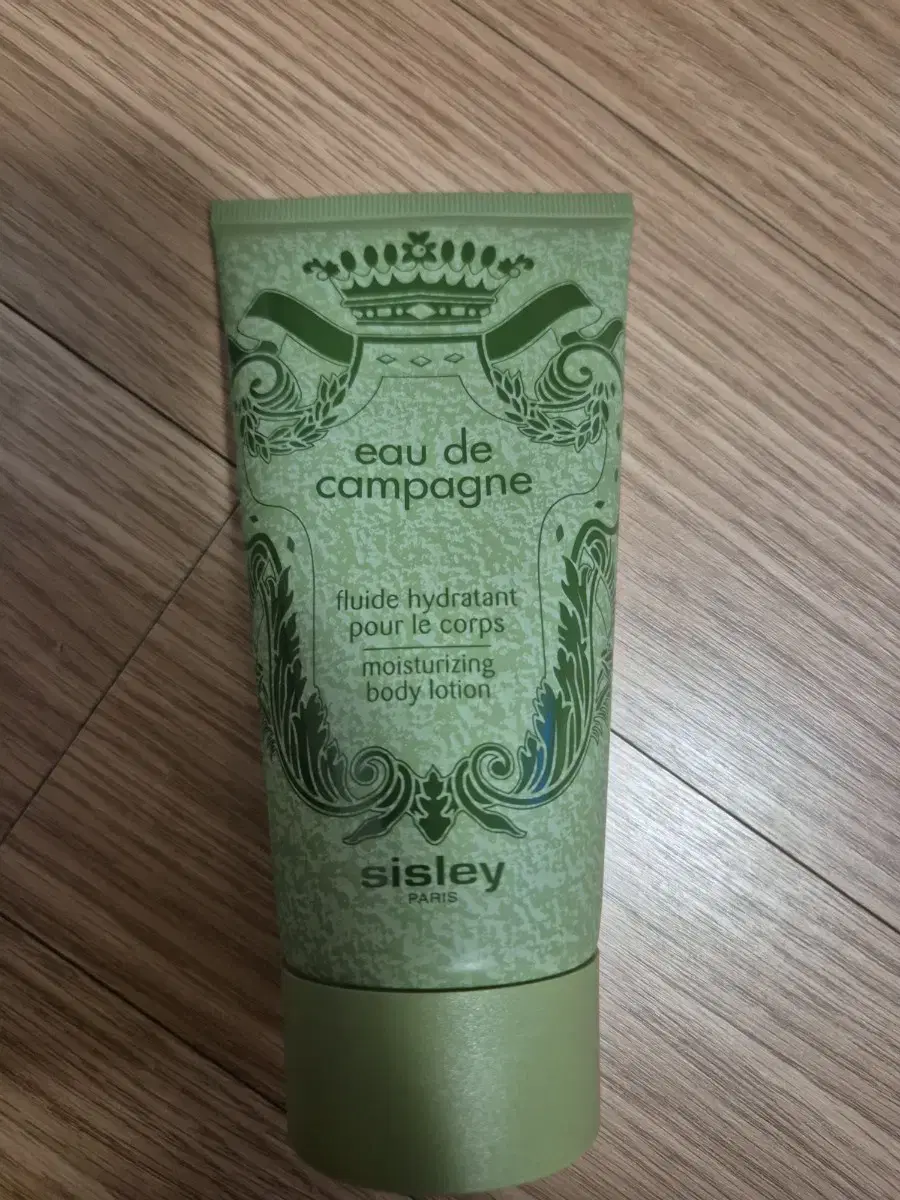 eau de
campagne
fluide hydratant
pour le corps
moisturizing
body lotion
sisley
PARIS